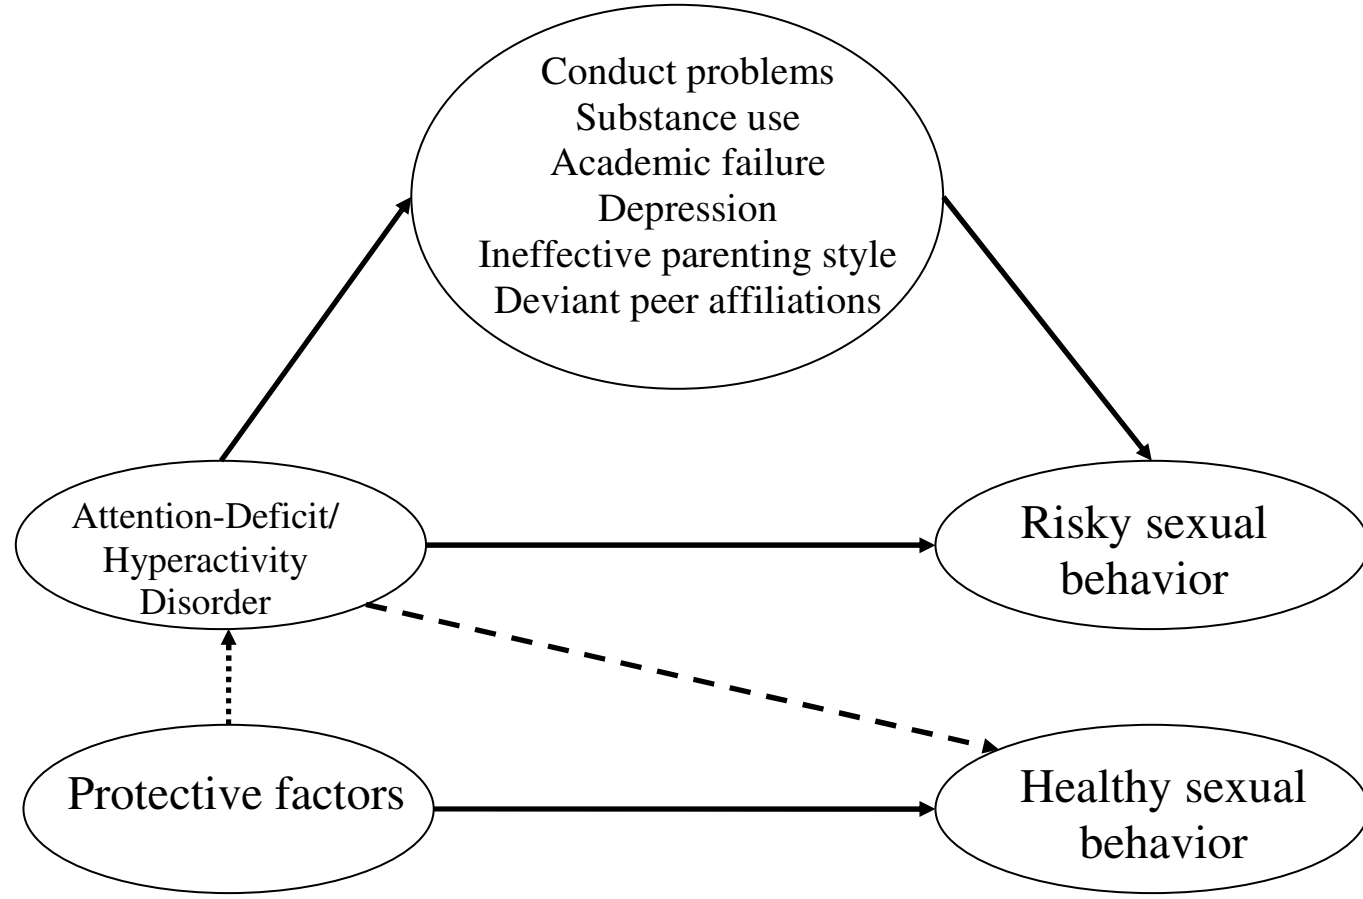 Conduct problems
Substance use
Academic failure
Depression
Ineffective parenting style
Deviant peer affiliations
Attention-Deficit/
Hyperactivity
Disorder
Risky sexual
behavior
Protective factors
Healthy sexual
behavior